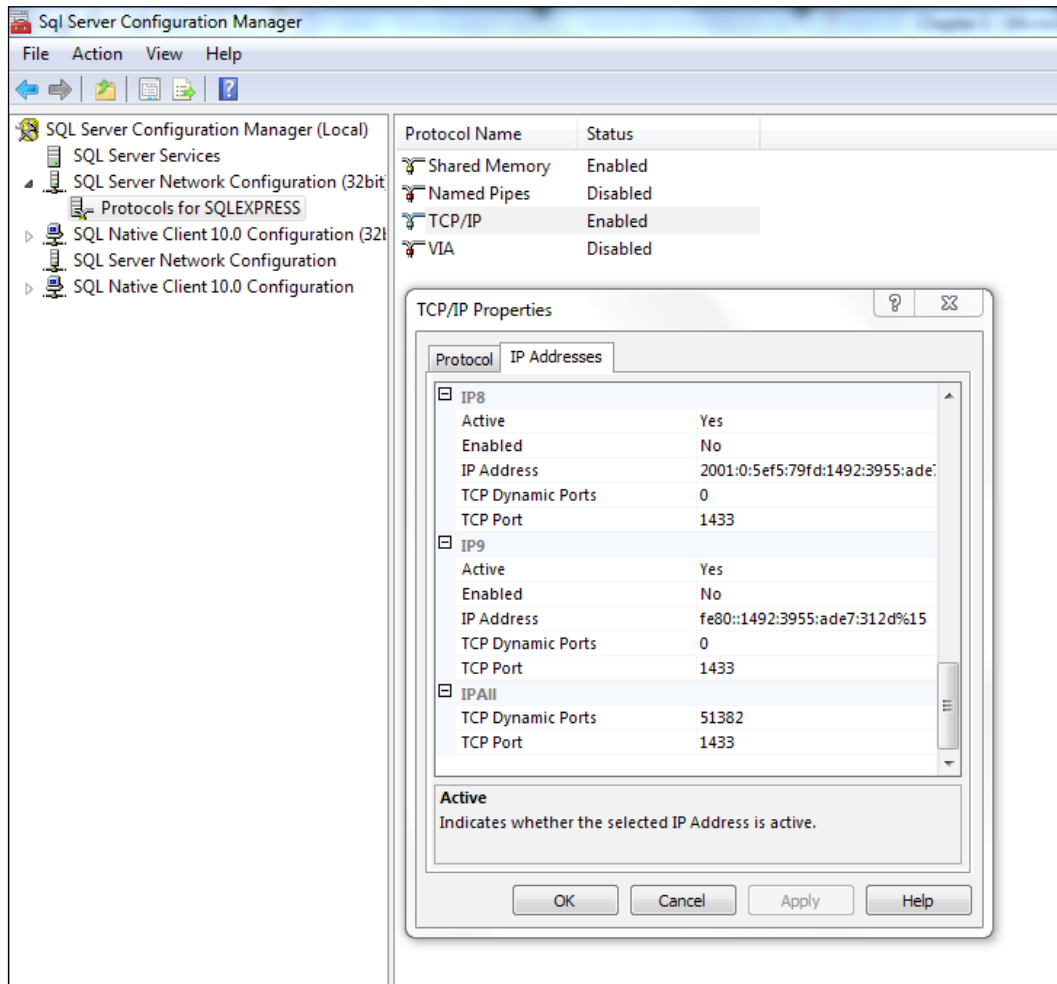 Sql Server Configuration Manager
File Action View Help
SQL Server Configuration Manager (Local)
SQL Server Services
SQL Server Network Configuration (32bit
Protocols for SQLEXPRESS
SQL Native Client 10.0 Configuration (32b
SQL Server Network Configuration
SQL Native Client 10.0 Configuration
Protocol Name Status
Shared Memory Enabled
Named Pipes Disabled
TCP/IP Enabled
VIA Disabled
TCP/IP Properties
Protocol IP Addresses
IP8
Active Yes
Enabled No
IP Address 2001:0:5ef5:79fd:1492:3955:ade7
TCP Dynamic Ports 0
TCP Port 1433
IP9
Active Yes
Enabled No
IP Address fe80::1492:3955:ade7:312d%15
TCP Dynamic Ports 0
TCP Port 1433
IPAll
TCP Dynamic Ports 51382
TCP Port 1433
Active
Indicates whether the selected IP Address is active.
OK Cancel Apply Help